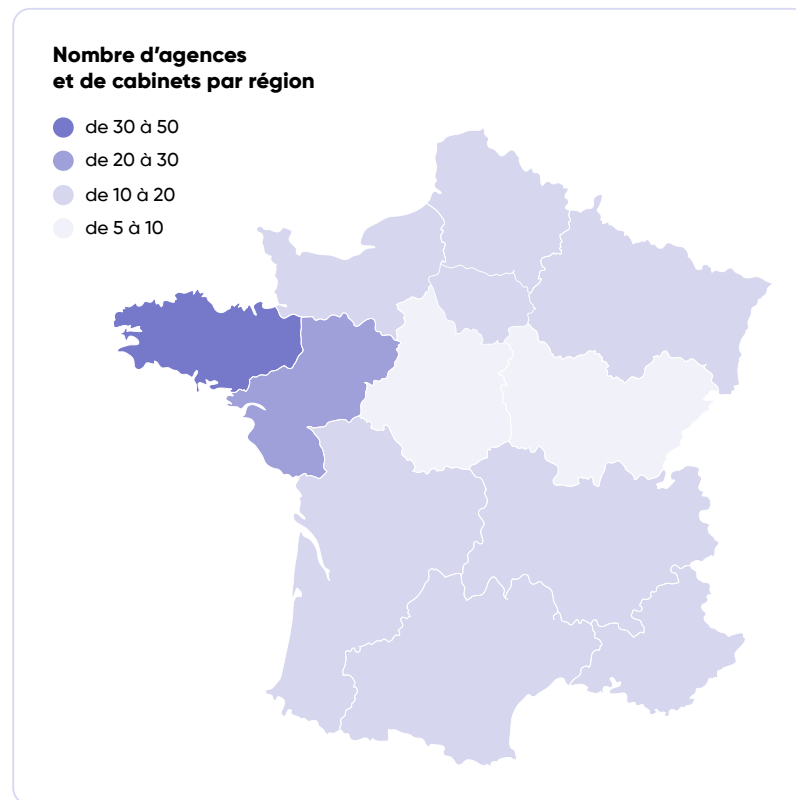 Nombre d’agences
et de cabinets par région
de 30 à 50
de 20 à 30
de 10 à 20
de 5 à 10